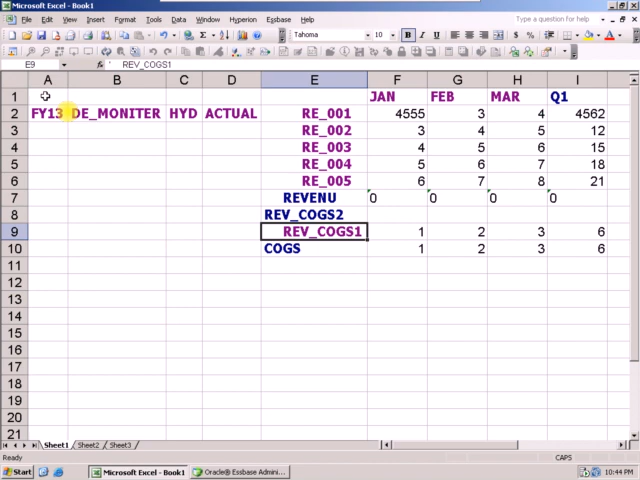 Microsoft Excel - Book1
File Edit View Insert Format Tools Data Window Hyperion Essbase Help
Type a question for help
Tahoma 10 B I U $ %
E9 ' REV_COGS1
A B C D E F G H I
1 JAN FEB MAR Q1
2 FY13 DE_MONITER HYD ACTUAL RE_001 4555 3 4 4562
3 RE_002 3 4 5 12
4 RE_003 4 5 6 15
5 RE_004 5 6 7 18
6 RE_005 6 7 8 21
7 REVENU 0 0 0 0
8 REV_COGS2
9 REV_COGS1 1 2 3 6
10 COGS 1 2 3 6
11
12
13
14
15
16
17
18
19
20
21
Sheet1 Sheet2 Sheet3
Ready CAPS
Start Microsoft Excel - Book1 Oracle® Essbase Admini... 10:44 PM